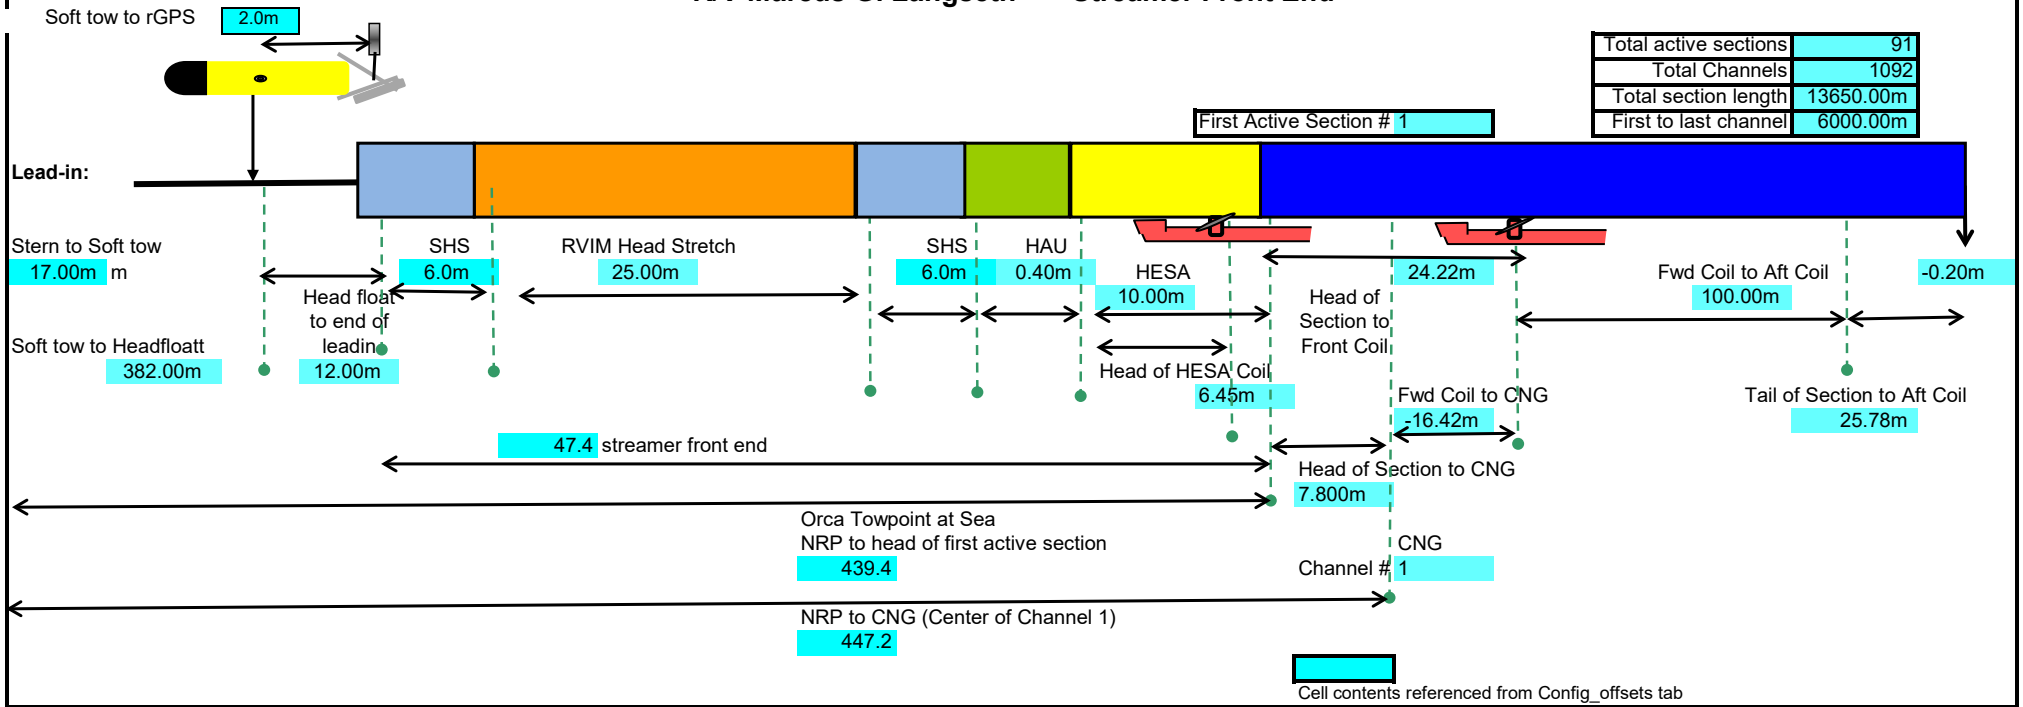 R/V Marcus G. Langseth Streamer Front End
Soft tow to rGPS 2.0m
Total active sections 91
Total Channels 1092
Total section length 13650.00m
First to last channel 6000.00m
First Active Section # 1
Lead-in:
Stern to Soft tow
17.00m m
SHS
6.0m
RVIM Head Stretch
25.00m
SHS
6.0m
HAU
0.40m
HESA
10.00m
24.22m
Fwd Coil to Aft Coil
100.00m
-0.20m
Head float
to end of
leadin
12.00m
Head of
Section to
Front Coil
Soft tow to Headfloatt
382.00m
Head of HESA Coil
6.45m
Fwd Coil to CNG
-16.42m
Tail of Section to Aft Coil
25.78m
47.4 streamer front end
Head of Section to CNG
7.800m
Orca Towpoint at Sea
NRP to head of first active section
439.4
CNG
Channel # 1
NRP to CNG (Center of Channel 1)
447.2
Cell contents referenced from Config_offsets tab